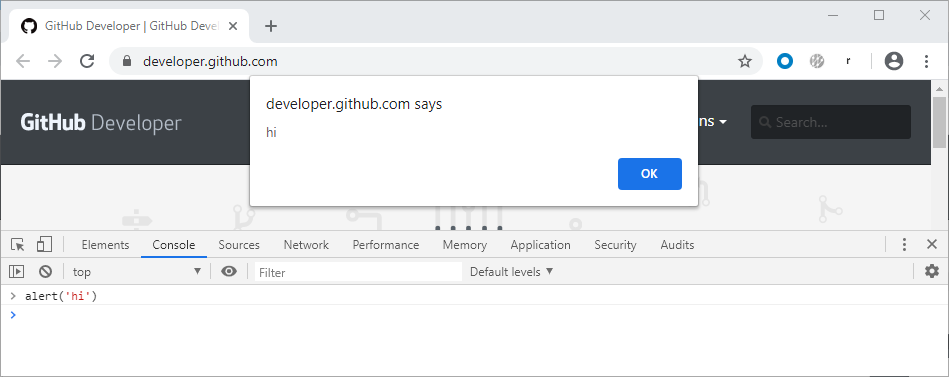 GitHub Developer | GitHub Devel
developer.github.com
r
developer.github.com says
hi
OK
GitHub Developer
ns
Search...
Elements Console Sources Network Performance Memory Application Security Audits
top Filter Default levels
alert('hi')